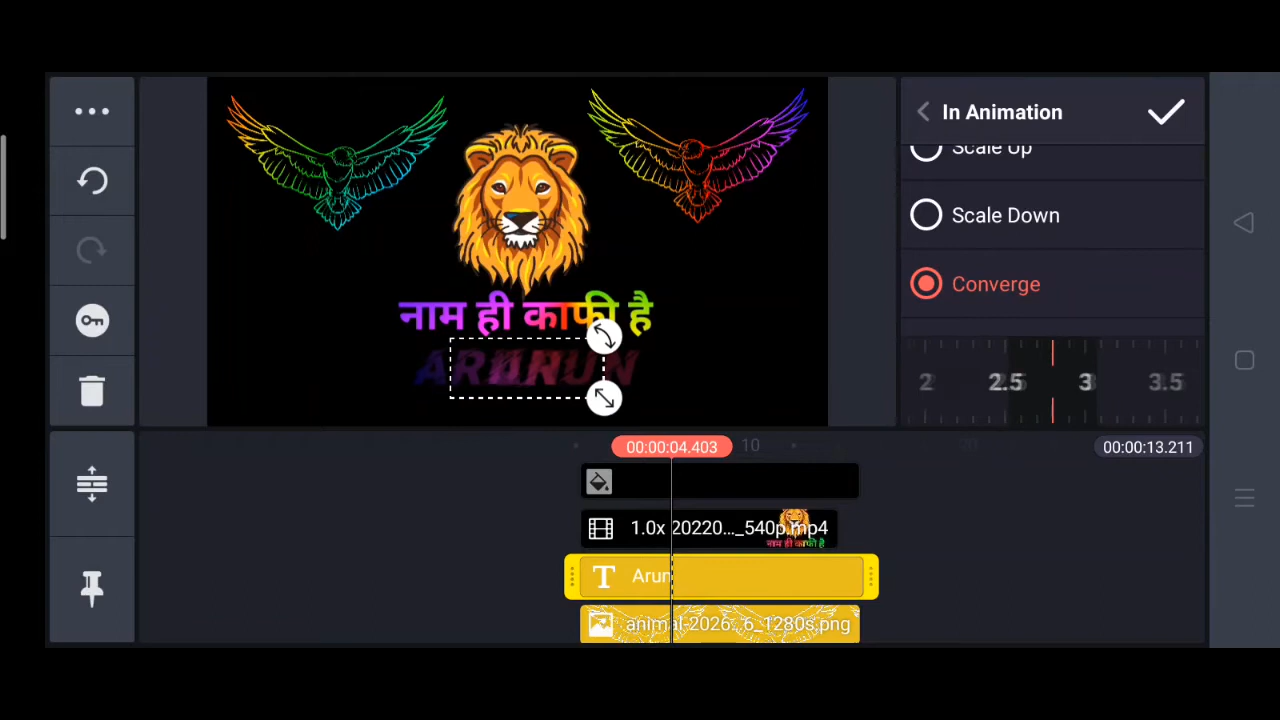 In Animation
Scale Up
Scale Down
Converge
2 2.5 3 3.5
नाम ही काफी है
00:00:04.403 10 20 00:00:13.211
1.0x 20220..._540p.mp4
नाम ही काफी है
Arun
animal-2026...6_1280s.png